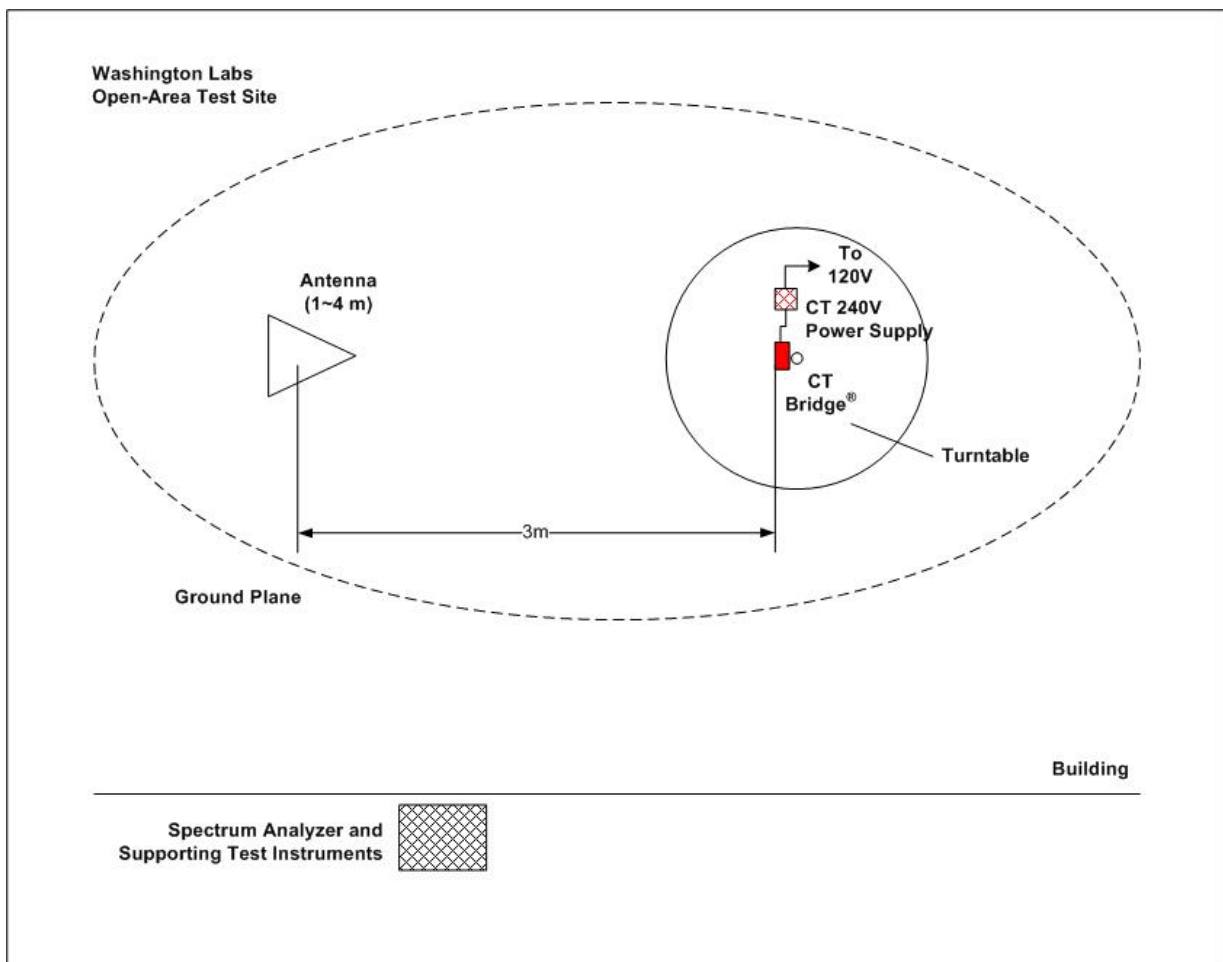 Washington Labs
Open-Area Test Site
Antenna
(1~4 m)
To
120V
CT 240V
Power Supply
CT
Bridge®
Turntable
3m
Ground Plane
Building
Spectrum Analyzer and
Supporting Test Instruments